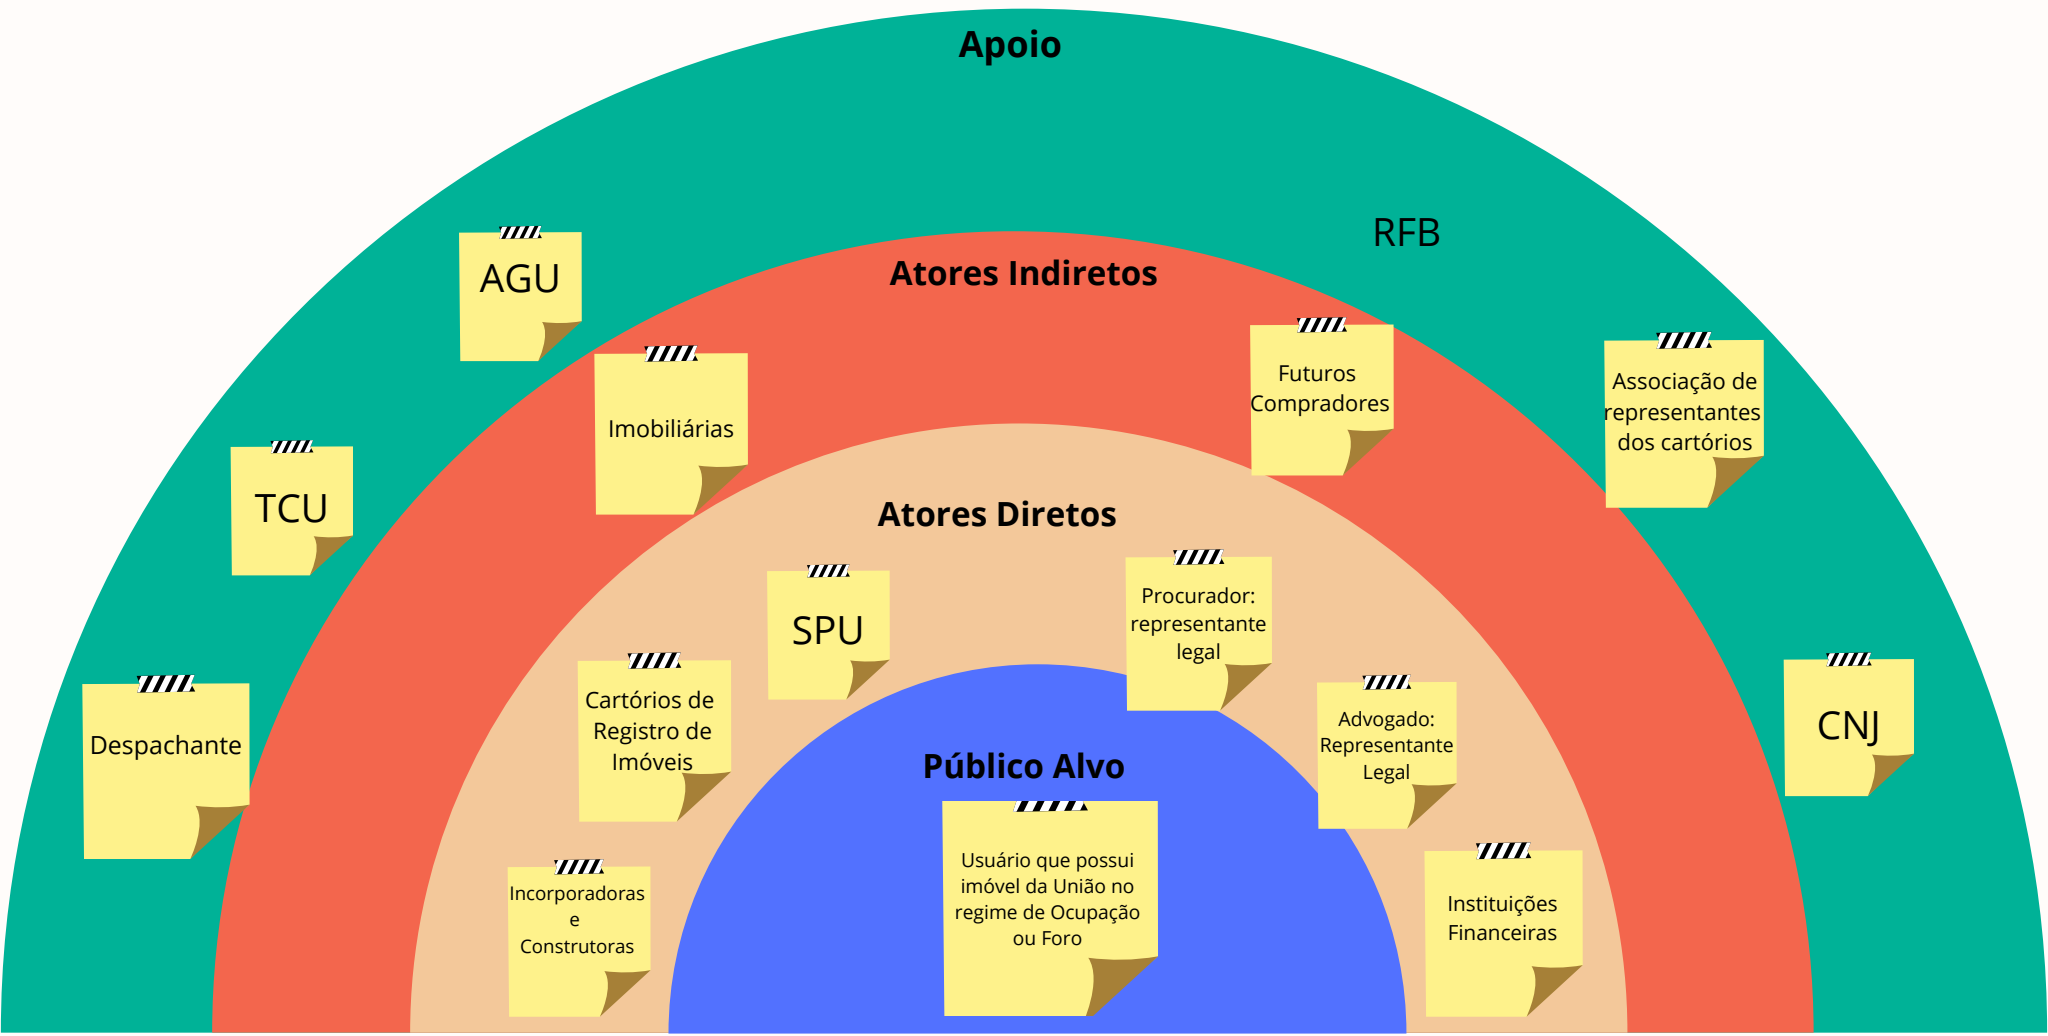 Apoio
RFB
AGU
Atores Indiretos
Futuros
Compradores
Associação de
representantes
dos cartórios
Imobiliárias
TCU
Atores Diretos
SPU
Procurador:
representante
legal
Cartórios de
Registro de
Imóveis
Advogado:
Representante
Legal
CNJ
Despachante
Público Alvo
Usuário que possui
imóvel da União no
regime de Ocupação
ou Foro
Incorporadoras
e
Construtoras
Instituições
Financeiras